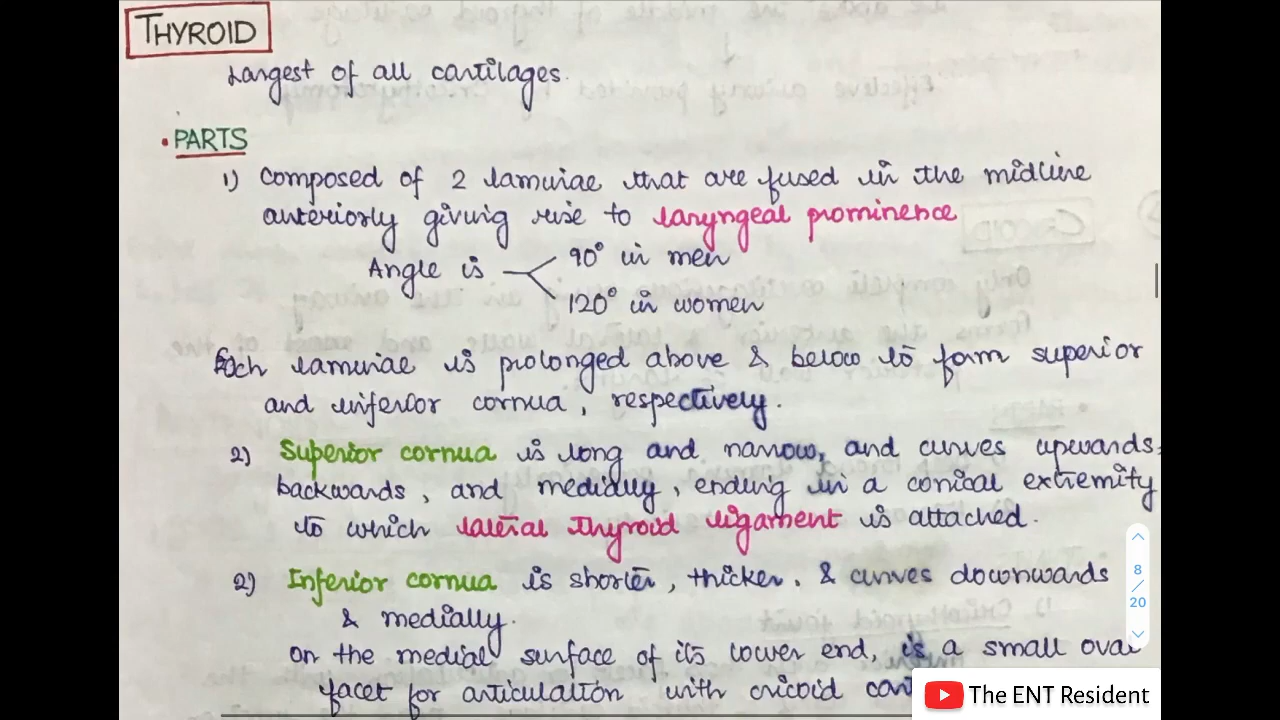 THYROID
Largest of all cartilages.
• PARTS
1) Composed of 2 laminae that are fused in the midline
anteriorly giving rise to laryngeal prominence
Angle is
90° in men
120° in women
Each laminae is prolonged above & below to form superior
and inferior cornua, respectively.
2) Superior cornua is long and narrow, and curves upwards,
backwards, and medially, ending in a conical extremity
to which lateral thyroid ligament is attached.
2) Inferior cornua is shorter, thicker, & curves downwards
& medially.
On the medial surface of its lower end, is a small oval
facet for articulation with cricoid
8
/
20
The ENT Resident